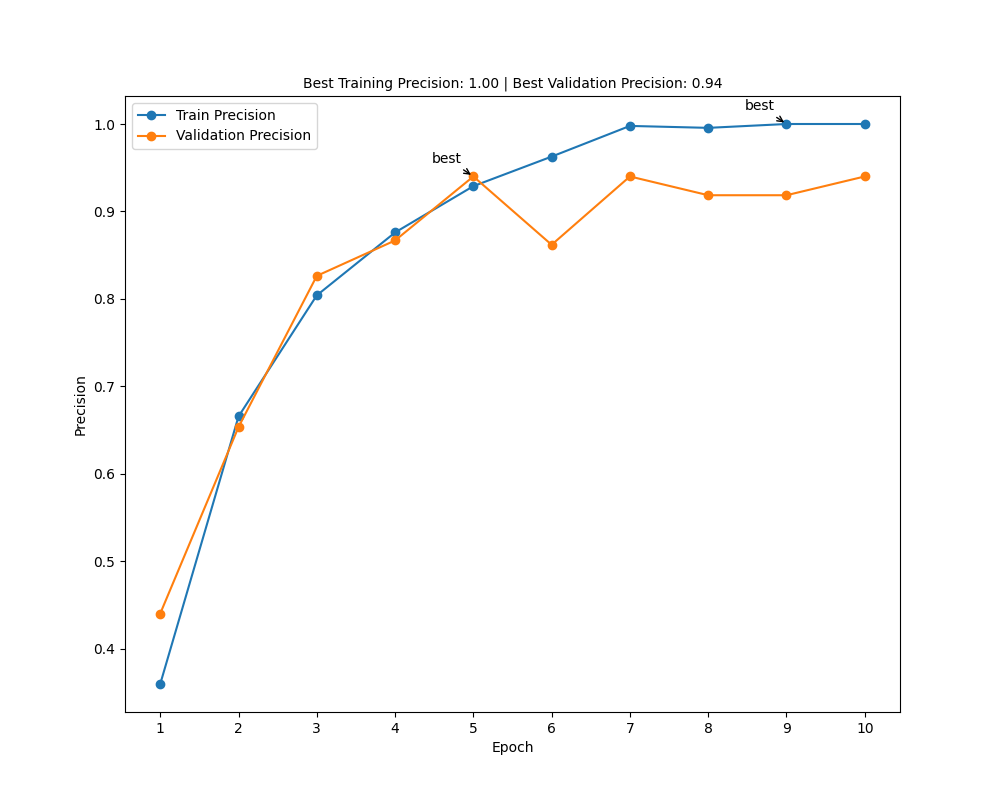 Best Training Precision: 1.00 | Best Validation Precision: 0.94
Train Precision
Validation Precision
best
best
1.0
0.9
0.8
0.7
0.6
0.5
0.4
Precision
1 2 3 4 5 6 7 8 9 10
Epoch